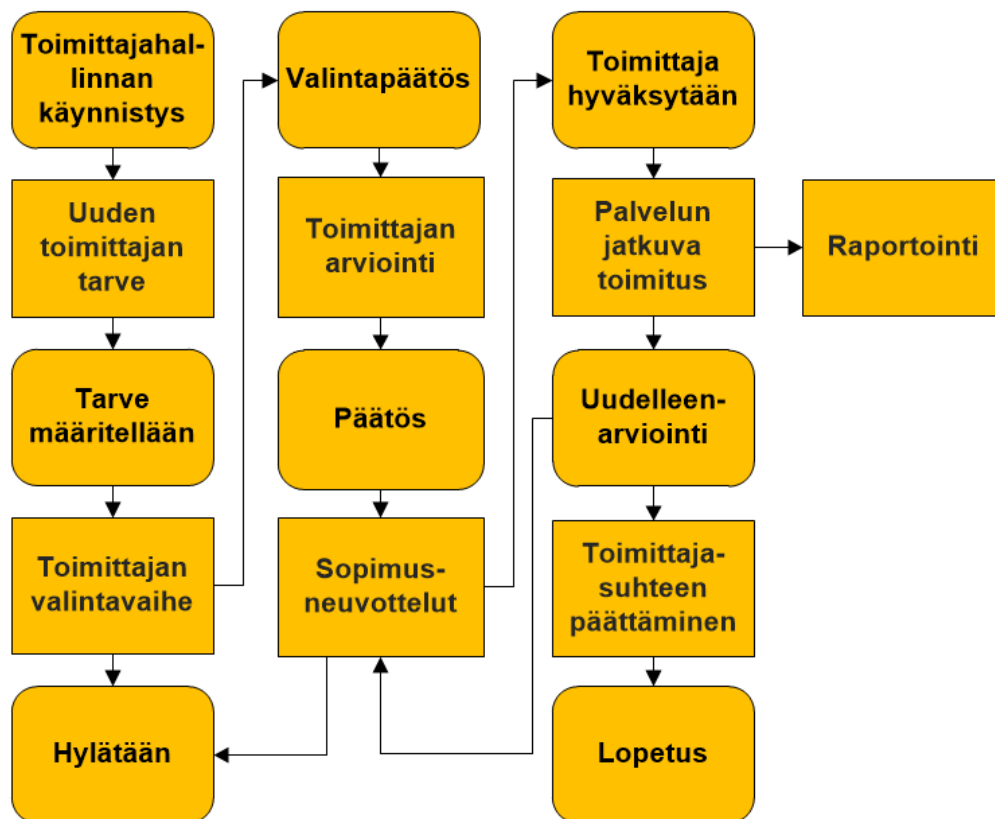 Toimittajahal-
linnan
käynnistys
Uuden
toimittajan
tarve
Tarve
määritellään
Toimittajan
valintavaihe
Hylätään
Valintapäätös
Toimittajan
arviointi
Päätös
Sopimus-
neuvottelut
Toimittaja
hyväksytään
Palvelun
jatkuva
toimitus
Raportointi
Uudelleen-
arviointi
Toimittaja-
suhteen
päättäminen
Lopetus